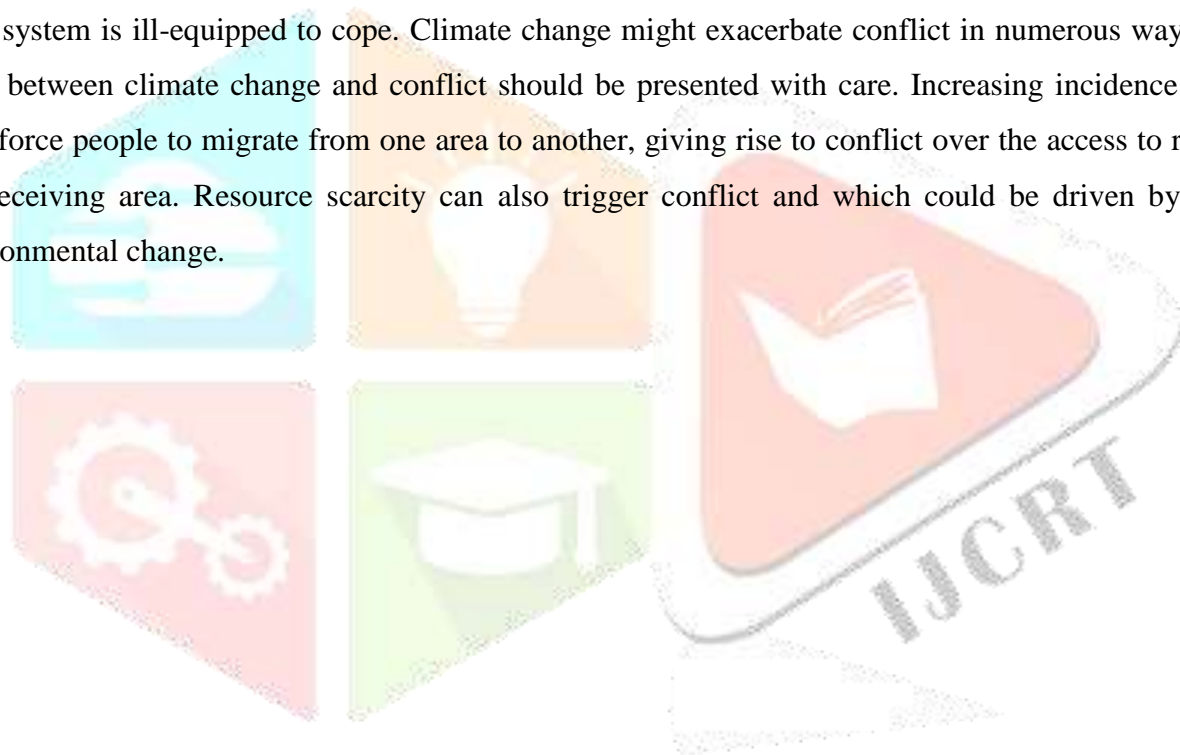 system is ill-equipped to cope. Climate change might exacerbate conflict in numerous way
between climate change and conflict should be presented with care. Increasing incidence
force people to migrate from one area to another, giving rise to conflict over the access to r
eceiving area. Resource scarcity can also trigger conflict and which could be driven by
onmental change.
IJCRT